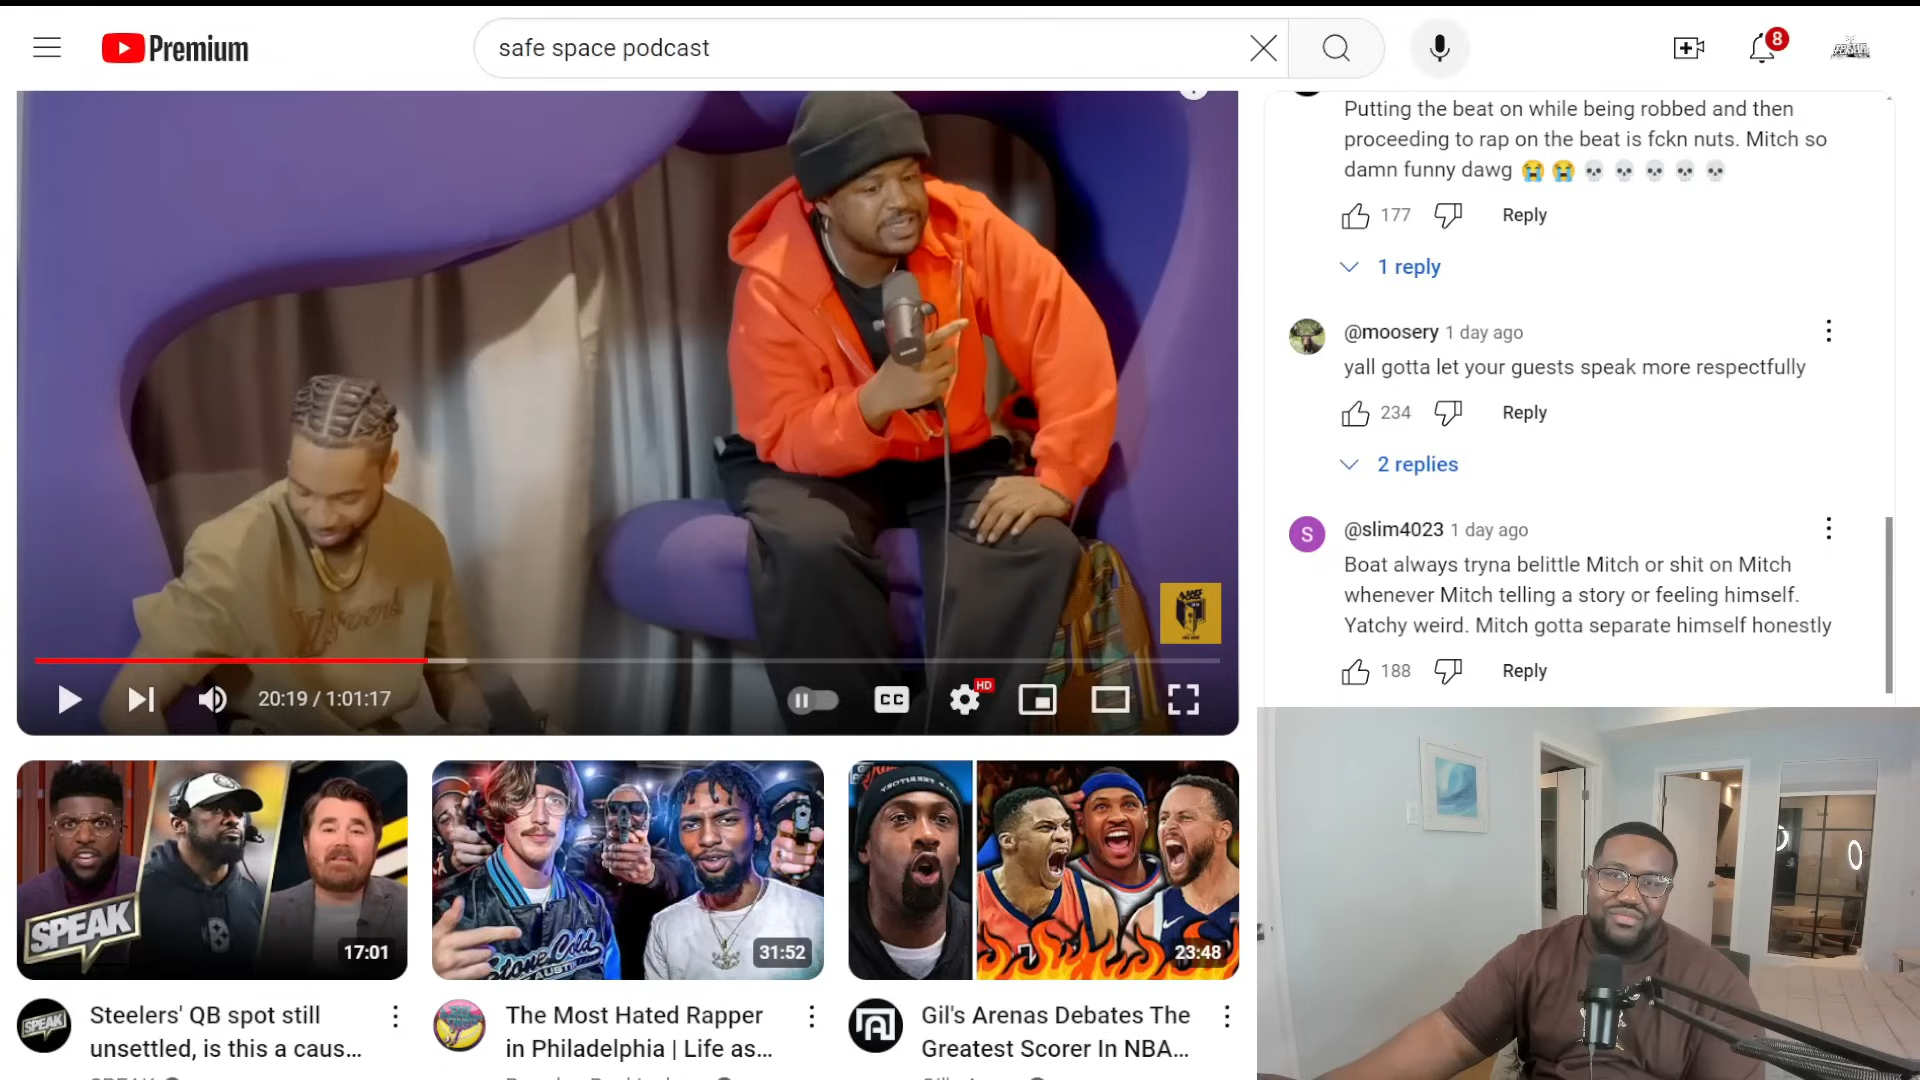 Premium
safe space podcast
8
Putting the beat on while being robbed and then
proceeding to rap on the beat is fckn nuts. Mitch so
damn funny dawg 😭😭💀💀💀💀💀
177
Reply
1 reply
@moosery 1 day ago
yall gotta let your guests speak more respectfully
234
Reply
2 replies
S
@slim4023 1 day ago
Boat always tryna belittle Mitch or shit on Mitch
whenever Mitch telling a story or feeling himself.
Yatchy weird. Mitch gotta separate himself honestly
188
Reply
20:19 / 1:01:17
CC
HD
SPEAK
17:01
Stone Cold
31:52
23:48
SPEAK
Steelers' QB spot still
unsettled, is this a caus...
The Most Hated Rapper
in Philadelphia | Life as...
Gil's Arenas Debates The
Greatest Scorer In NBA...